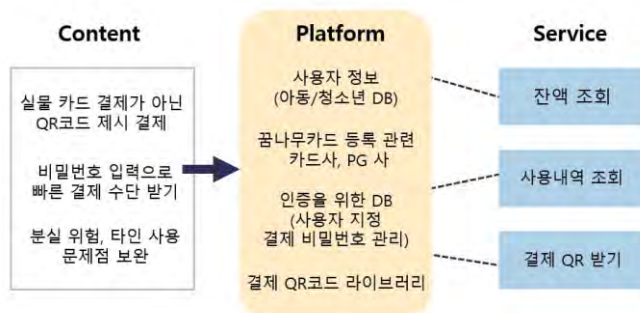 Content
실물 카드 결제가 아닌
QR코드 제시 결제
비밀번호 입력으로
빠른 결제 수단 받기
분실 위험, 타인 사용
문제점 보완
Platform
사용자 정보
(아동/청소년 DB)
꿈나무카드 등록 관련
카드사, PG 사
인증을 위한 DB
(사용자 지정
결제 비밀번호 관리)
결제 QR코드 라이브러리
Service
잔액 조회
사용내역 조회
결제 QR 받기